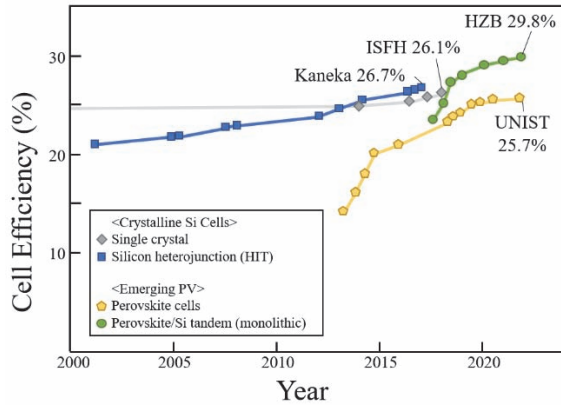 HZB 29.8%
ISFH 26.1%
Kaneka 26.7%
UNIST
25.7%
Cell Efficiency (%)
30
20
10
<Crystalline Si Cells>
Single crystal
Silicon heterojunction (HIT)
<Emerging PV>
Perovskite cells
Perovskite/Si tandem (monolithic)
2000 2005 2010 2015 2020
Year